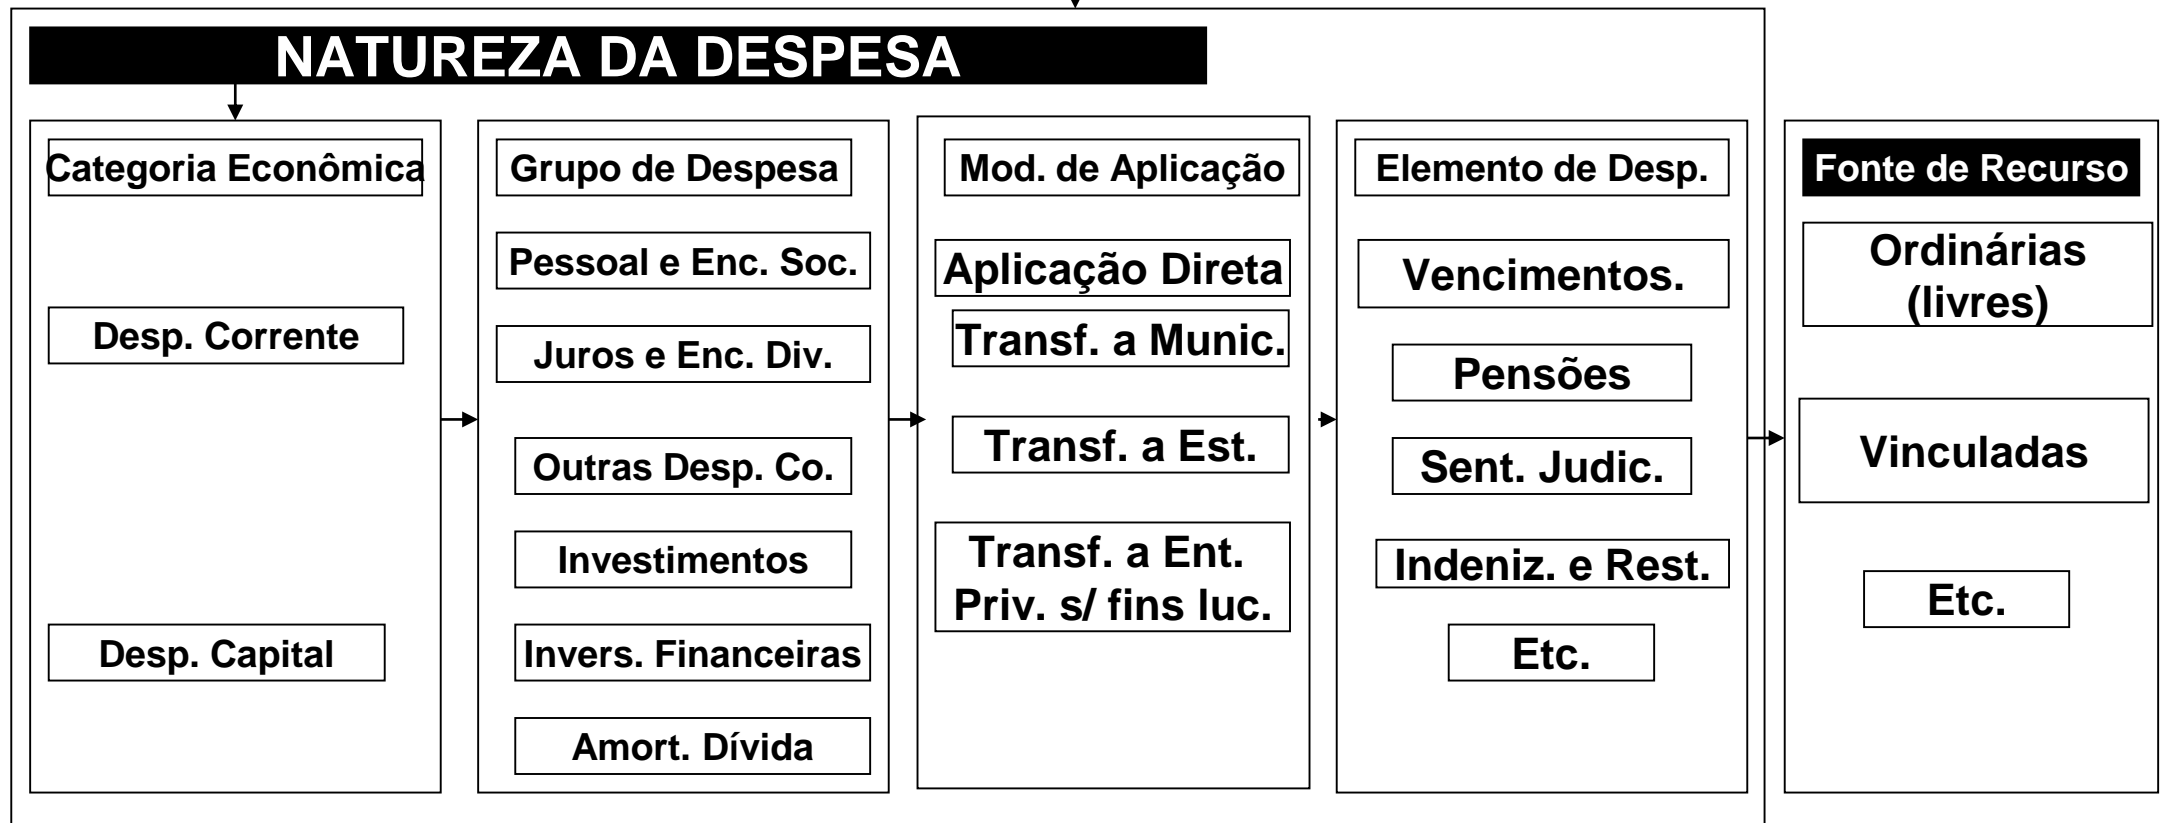 NATUREZA DA DESPESA
Categoria Econômica
Desp. Corrente
Desp. Capital
Grupo de Despesa
Pessoal e Enc. Soc.
Juros e Enc. Div.
Outras Desp. Co.
Investimentos
Invers. Financeiras
Amort. Dívida
Mod. de Aplicação
Aplicação Direta
Transf. a Munic.
Transf. a Est.
Transf. a Ent.
Priv. s/ fins luc.
Elemento de Desp.
Vencimentos.
Pensões
Sent. Judic.
Indeniz. e Rest.
Etc.
Fonte de Recurso
Ordinárias
(livres)
Vinculadas
Etc.